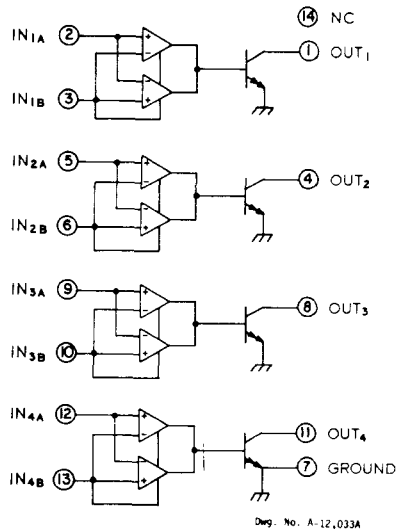 14 NC
IN1A 2
1 OUT1
IN1B 3
IN2A 5
4 OUT2
IN2B 6
IN3A 9
8 OUT3
IN3B 10
IN4A 12
11 OUT4
7 GROUND
IN4B 13
Dwg. No. A-12,033A